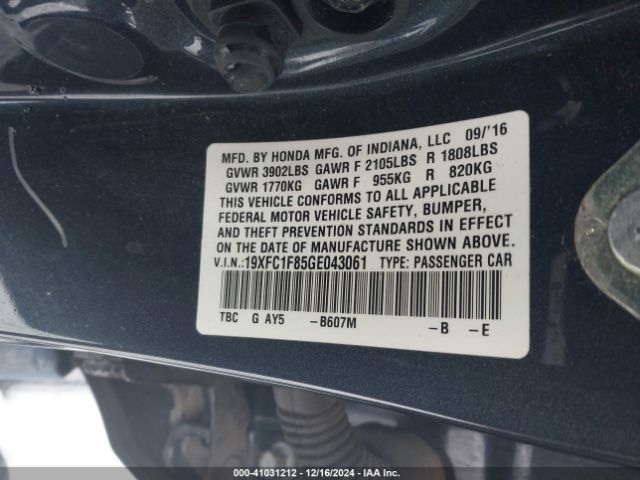 MFD. BY HONDA MFG. OF INDIANA, LLC 09/'16
GVWR 3902LBS GAWR F 2105LBS R 1808LBS
GVWR 1770KG GAWR F 955KG R 820KG
THIS VEHICLE CONFORMS TO ALL APPLICABLE
FEDERAL MOTOR VEHICLE SAFETY, BUMPER,
AND THEFT PREVENTION STANDARDS IN EFFECT
ON THE DATE OF MANUFACTURE SHOWN ABOVE.
V.I.N.:19XFC1F85GE043061 TYPE: PASSENGER CAR
TBC G AY5 -B607M -B -E
000-41031212 - 12/16/2024 - IAA Inc.